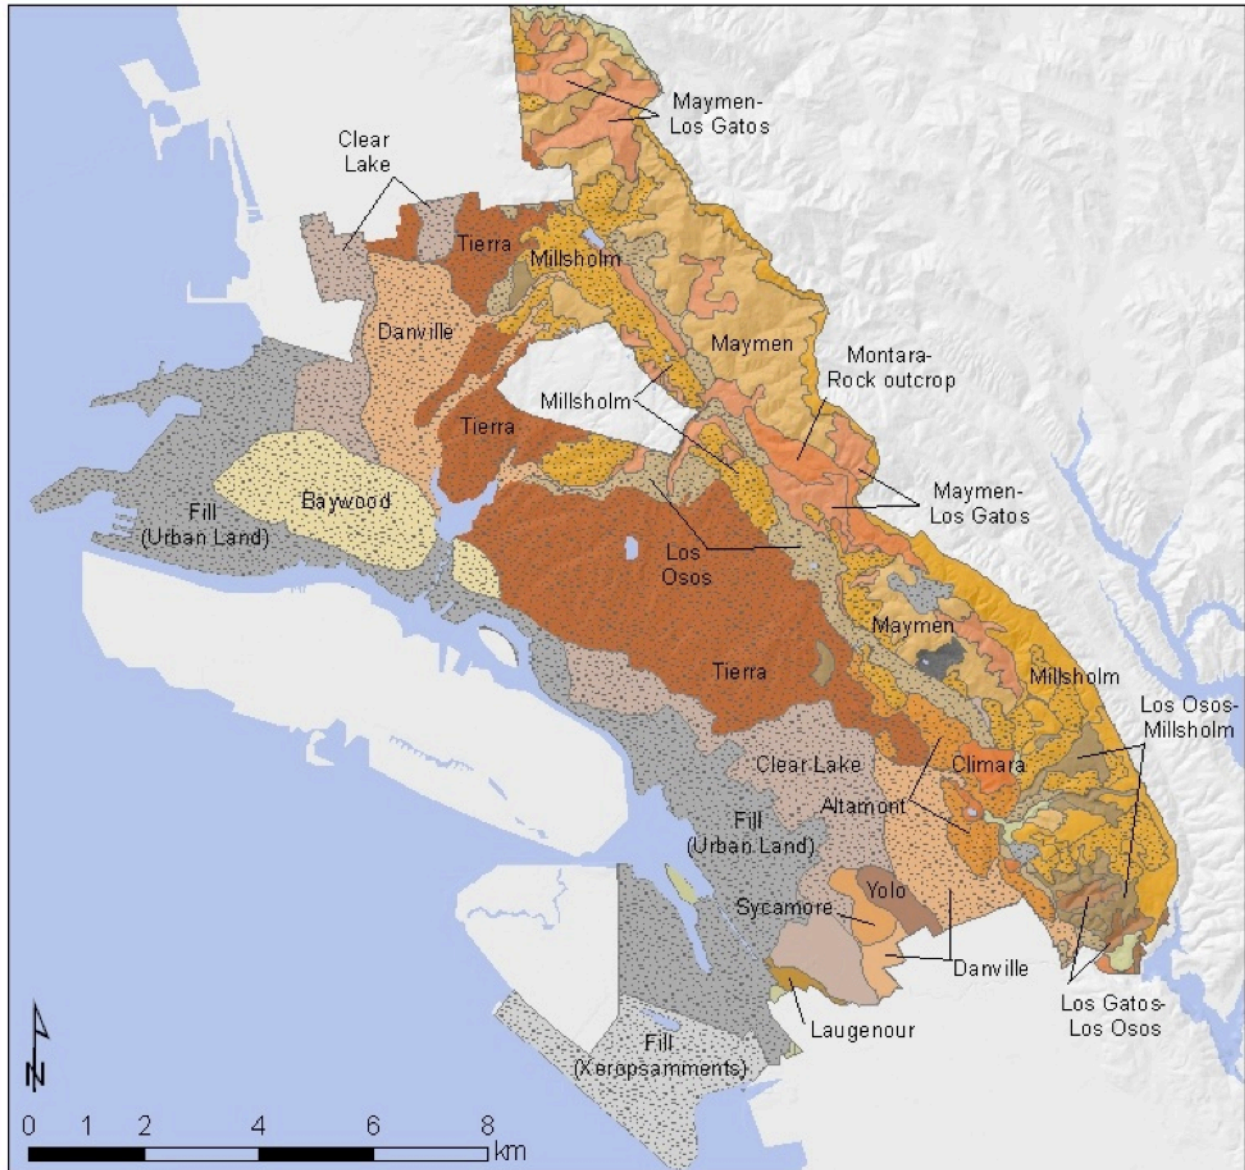 Maymen-
Los Gatos
Clear
Lake
Tierra
Millsholm
Danville
Maymen
Montara-
Rock outcrop
Millsholm
Tierra
Baywood
Maymen-
Los Gatos
Fill
(Urban Land)
Los
Osos
Maymen
Tierra
Millsholm
Los Osos-
Millsholm
Clear Lake
Climara
Altamont
Fill
(Urban Land)
Yolo
Sycamore
Danville
Laugenour
Los Gatos-
Los Osos
Fill
(Xeropsamments)
N
0 1 2 4 6 8
km